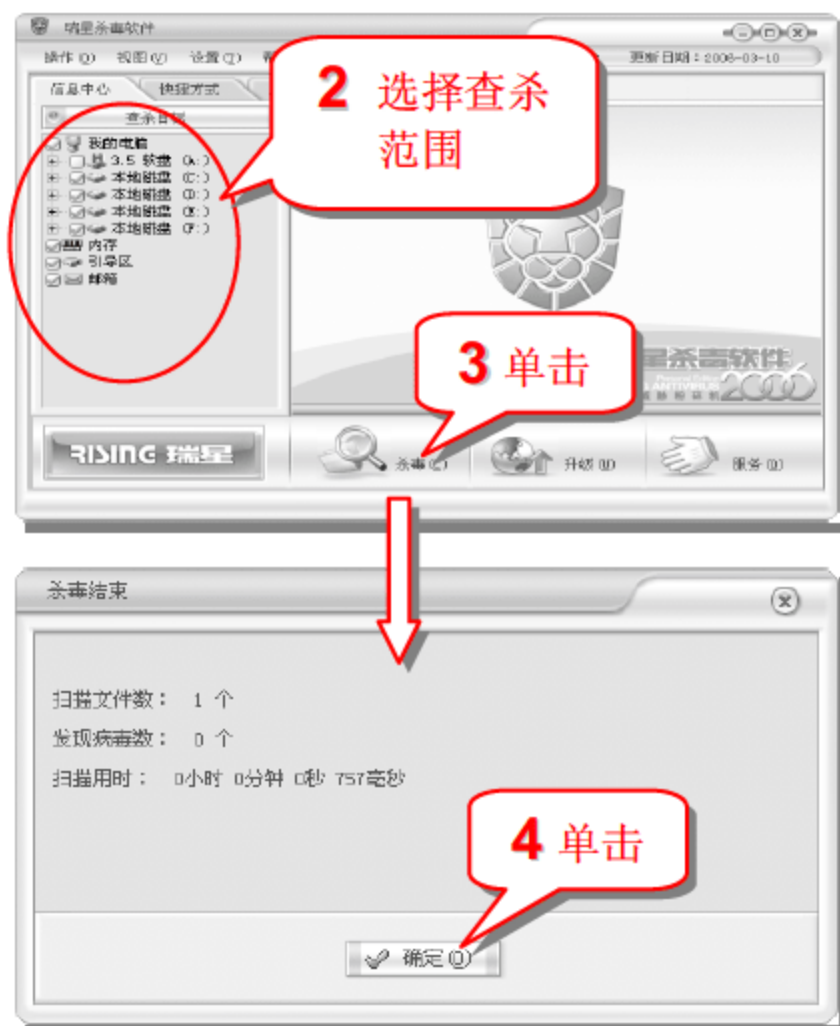 瑞星杀毒软件
操作(O) 视图(V) 设置(T)
更新日期：2006-03-10
信息中心 快捷方式
查杀目标
我的电脑
3.5 软盘 (A:)
本地磁盘 (C:)
本地磁盘 (D:)
本地磁盘 (E:)
本地磁盘 (F:)
内存
引导区
邮箱
2 选择查杀
范围
3 单击
星杀毒软件
ANTIVIRUS 2006
RISING 瑞星
杀毒(C) 升级(U) 服务(D)
杀毒结束
扫描文件数： 1 个
发现病毒数： 0 个
扫描用时： 0小时 0分钟 0秒 757毫秒
4 单击
确定(O)